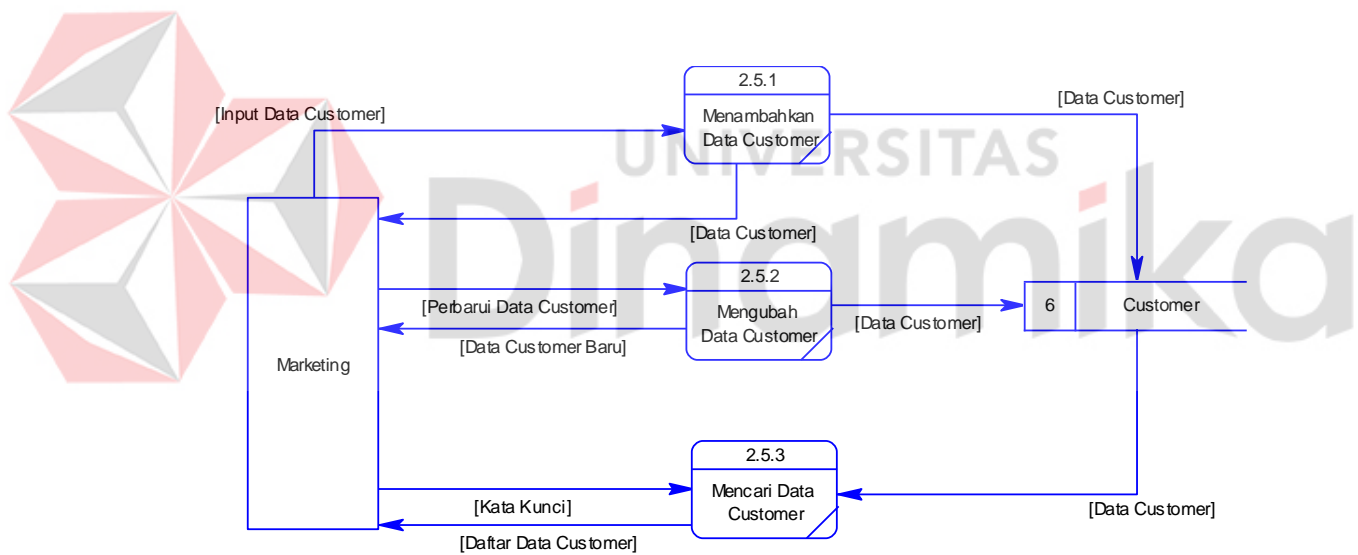 2.5.1
[Input Data Customer]
Menambahkan
Data Customer
[Data Customer]
UNIVERSITAS
Dinamika
[Data Customer]
2.5.2
[Perbarui Data Customer]
Mengubah
Data Customer
[Data Customer]
6
Customer
[Data Customer Baru]
Marketing
2.5.3
[Kata Kunci]
Mencari Data
Customer
[Data Customer]
[Daftar Data Customer]